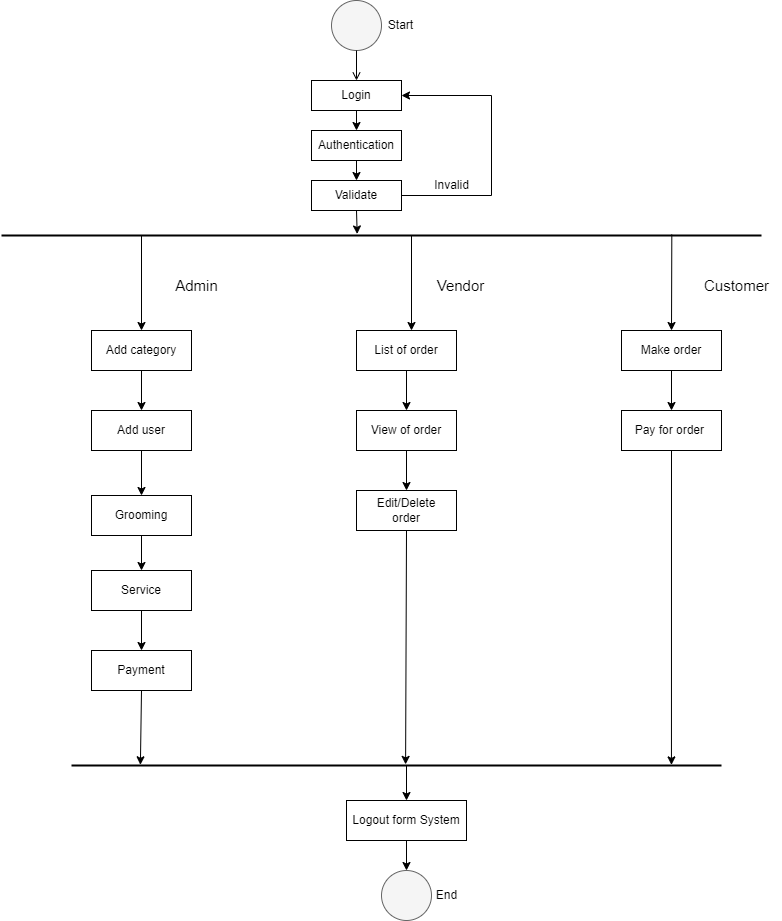 Start
Login
Authentication
Validate
Invalid
Admin
Vendor
Customer
Add category
List of order
Make order
Add user
View of order
Pay for order
Edit/Delete
order
Grooming
Service
Payment
Logout form System
End